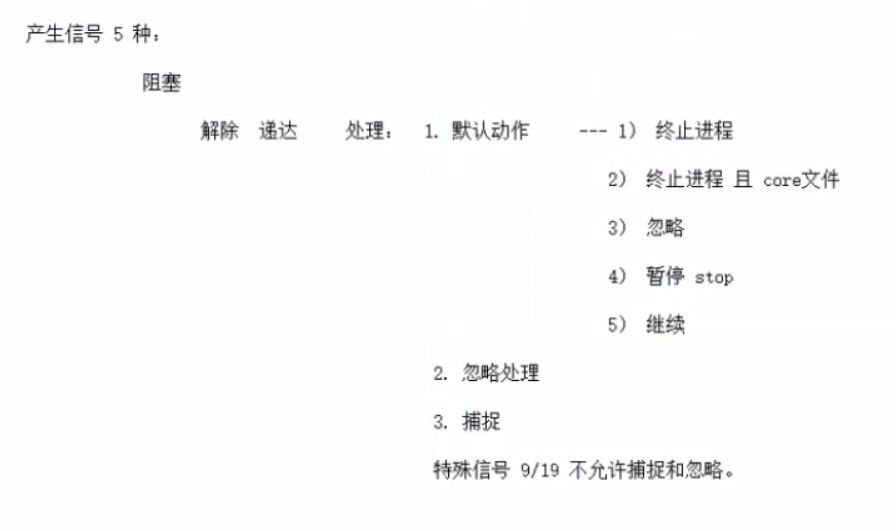 产生信号 5 种：
阻塞
解除 递达 处理： 1. 默认动作 --- 1） 终止进程
2） 终止进程 且 core文件
3） 忽略
4） 暂停 stop
5） 继续
2. 忽略处理
3. 捕捉
特殊信号 9/19 不允许捕捉和忽略。